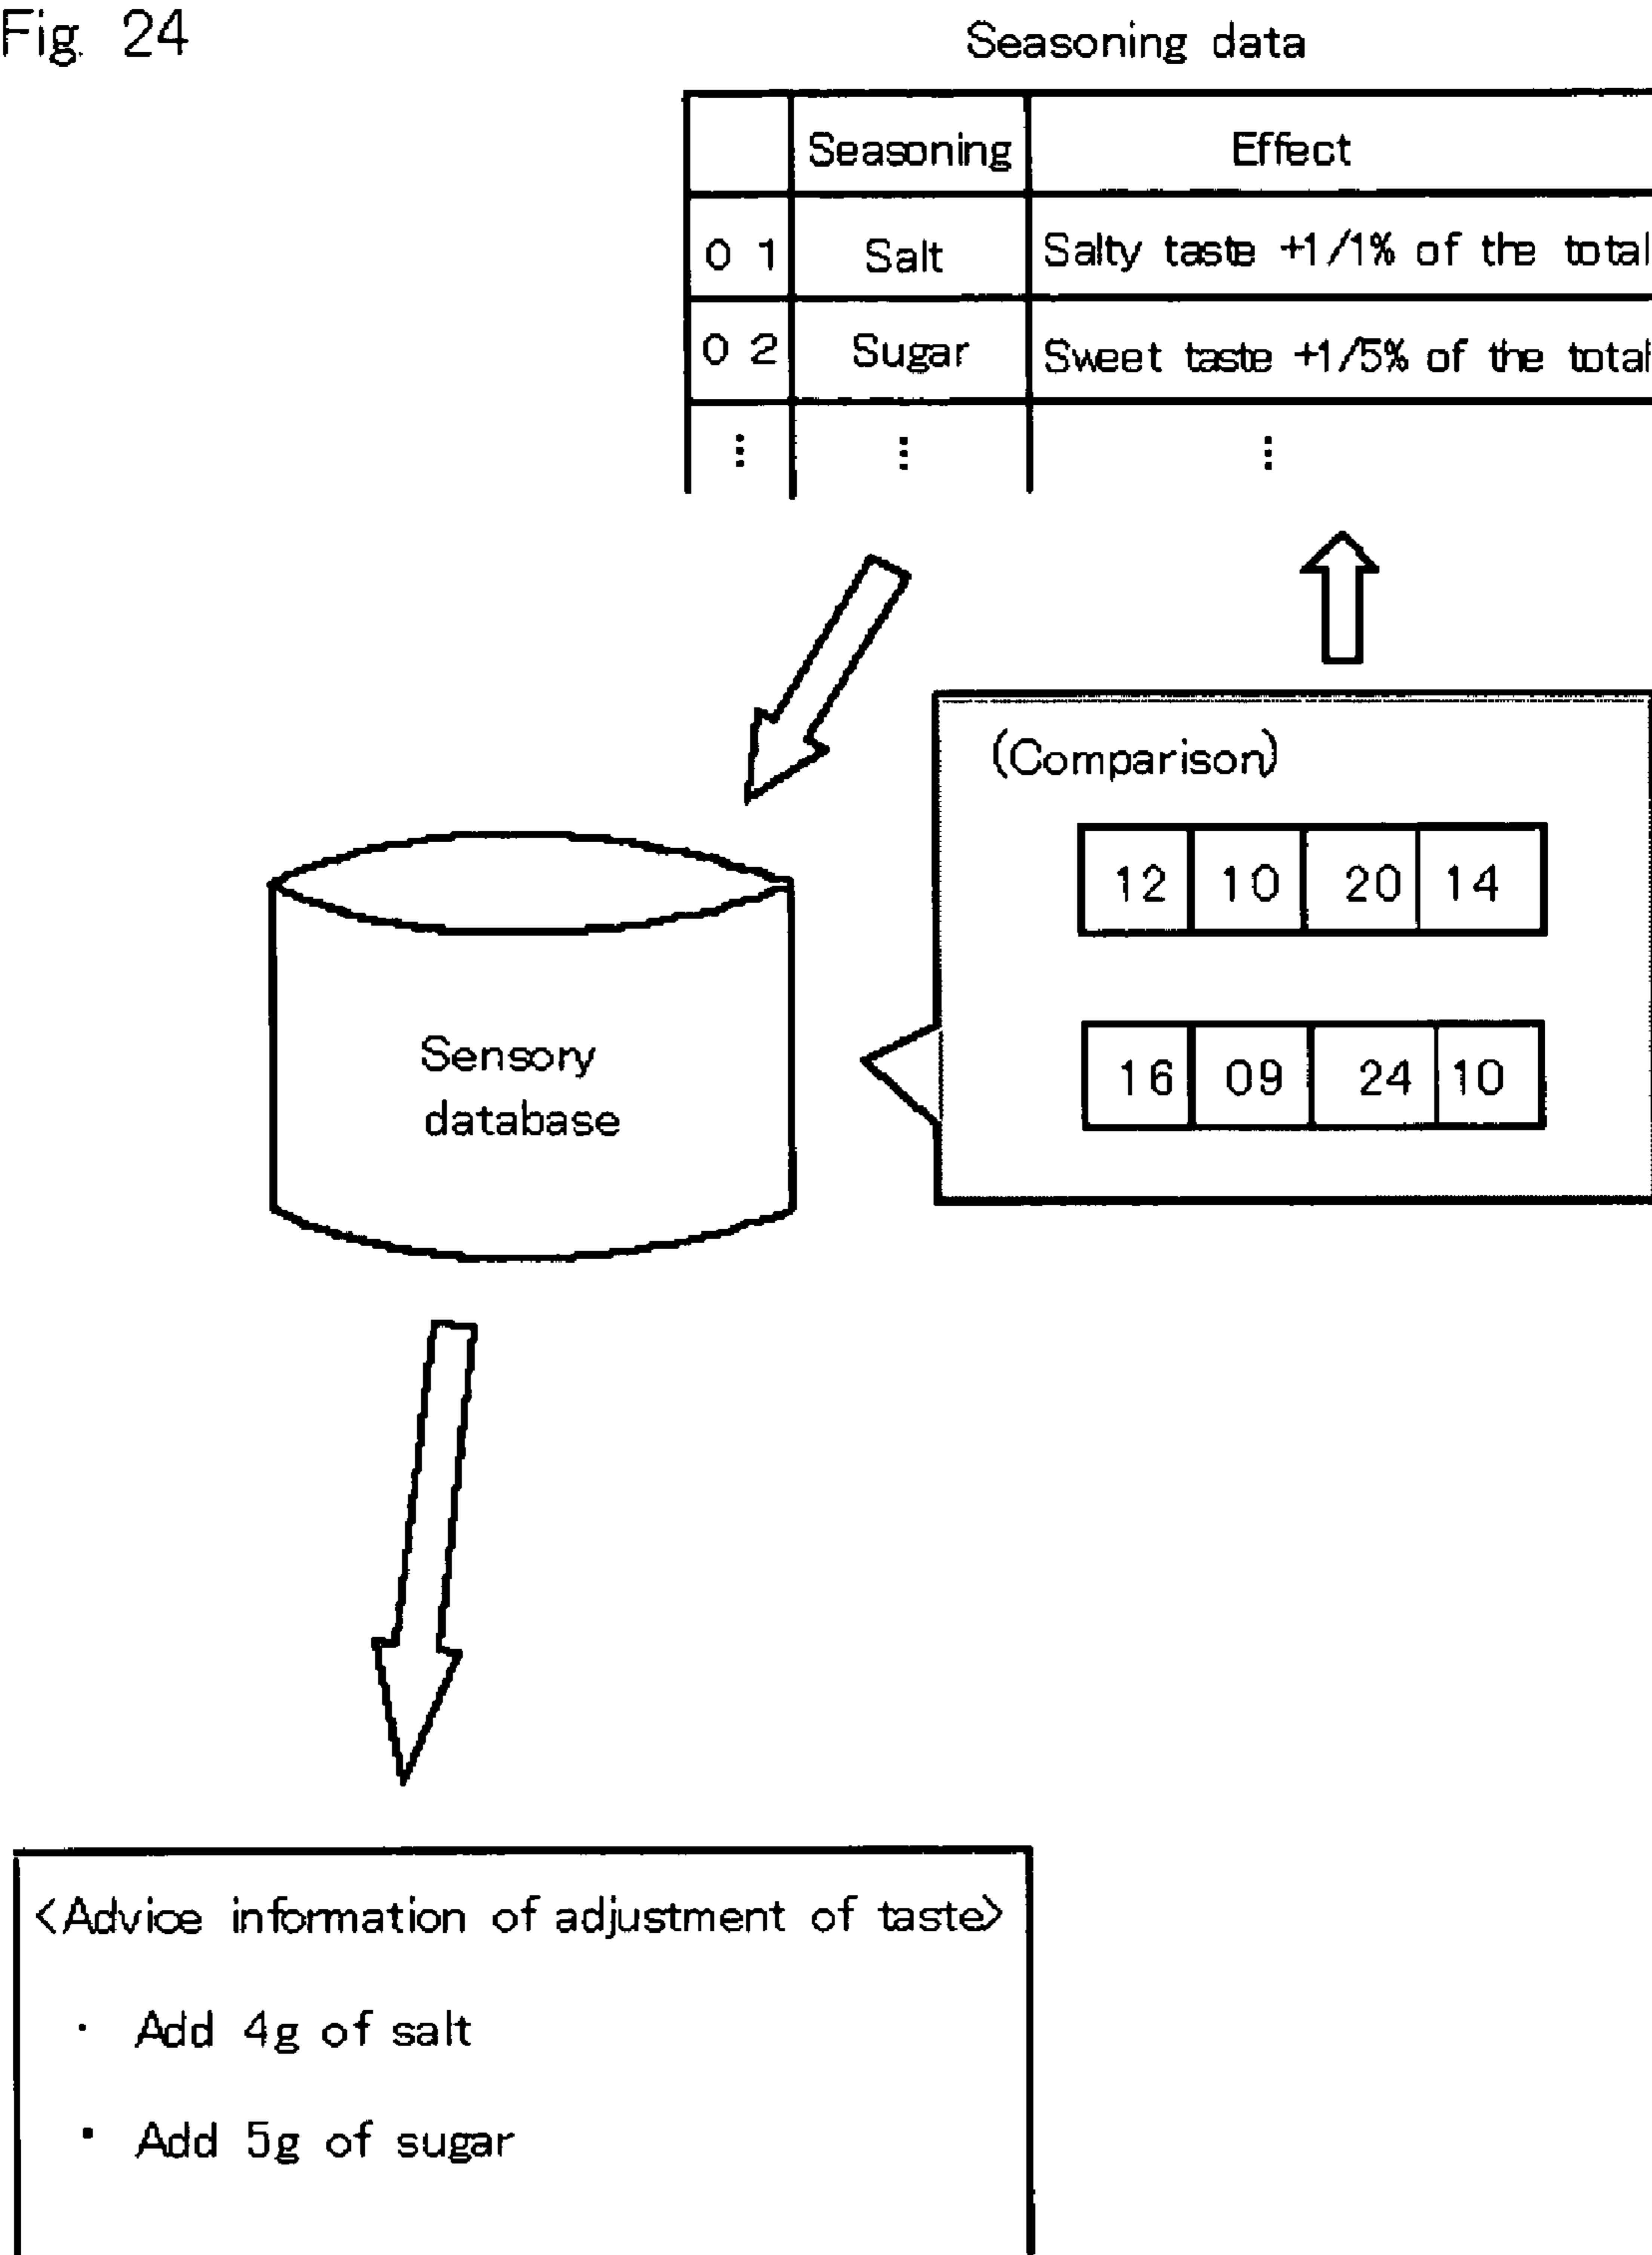 Fig. 24
Seasoning data
Seasoning Effect
0 1 Salt Salty taste +1/1% of the total
0 2 Sugar Sweet taste +1/5% of the total
⋮ ⋮ ⋮
(Comparison)
12 10 20 14
16 09 24 10
Sensory
database
<Advice information of adjustment of taste>
· Add 4g of salt
· Add 5g of sugar